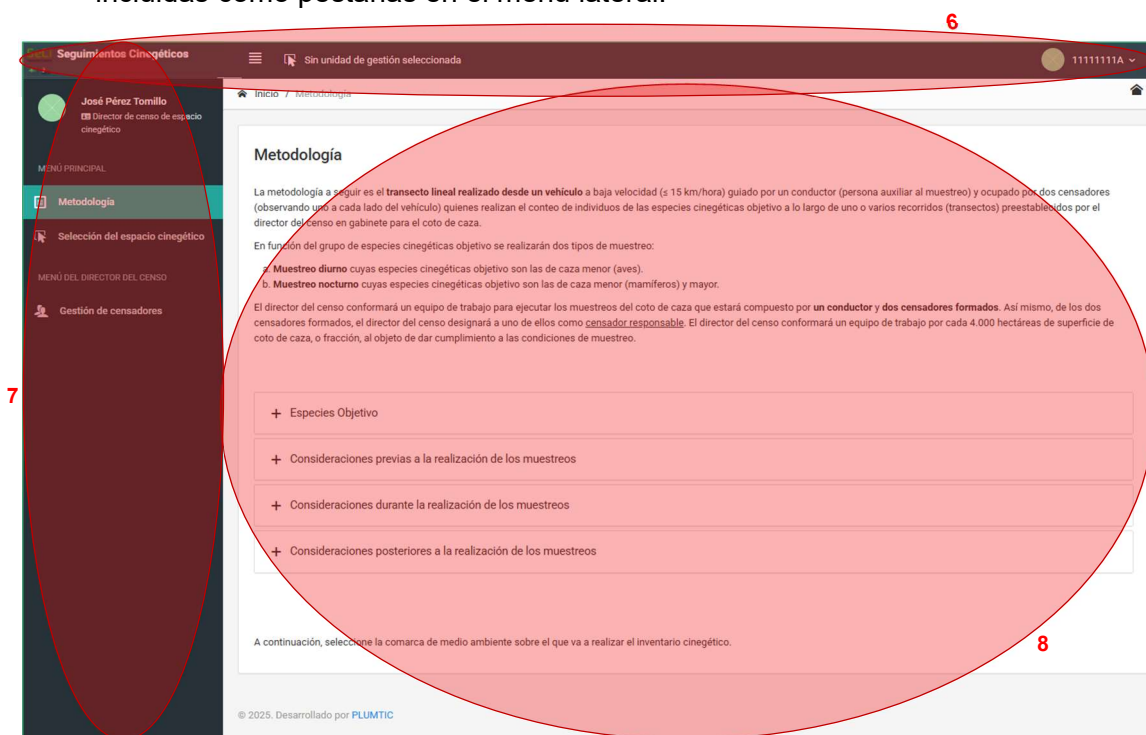 incluidas como pestañas en el menú lateral.
6
Seguimientos Cinegéticos
Sin unidad de gestión seleccionada
11111111A
José Pérez Tomillo
Director de censo de espacio
cinegético
Inicio / Metodología
MENÚ PRINCIPAL
Metodología
Selección del espacio cinegético
MENÚ DEL DIRECTOR DEL CENSO
Gestión de censadores
7
Metodología
La metodología a seguir es el transecto lineal realizado desde un vehículo a baja velocidad (≤ 15 km/hora) guiado por un conductor (persona auxiliar al muestreo) y ocupado por dos censadores
(observando uno a cada lado del vehículo) quienes realizan el conteo de individuos de las especies cinegéticas objetivo a lo largo de uno o varios recorridos (transectos) preestablecidos por el
director del censo en gabinete para el coto de caza.
En función del grupo de especies cinegéticas objetivo se realizarán dos tipos de muestreo:
a. Muestreo diurno cuyas especies cinegéticas objetivo son las de caza menor (aves).
b. Muestreo nocturno cuyas especies cinegéticas objetivo son las de caza menor (mamíferos) y mayor.
El director del censo conformará un equipo de trabajo para ejecutar los muestreos del coto de caza que estará compuesto por un conductor y dos censadores formados. Así mismo, de los dos
censadores formados, el director del censo designará a uno de ellos como censador responsable. El director del censo conformará un equipo de trabajo por cada 4.000 hectáreas de superficie de
coto de caza, o fracción, al objeto de dar cumplimiento a las condiciones de muestreo.
+ Especies Objetivo
+ Consideraciones previas a la realización de los muestreos
+ Consideraciones durante la realización de los muestreos
+ Consideraciones posteriores a la realización de los muestreos
A continuación, seleccione la comarca de medio ambiente sobre el que va a realizar el inventario cinegético.
8
© 2025. Desarrollado por PLUMTIC